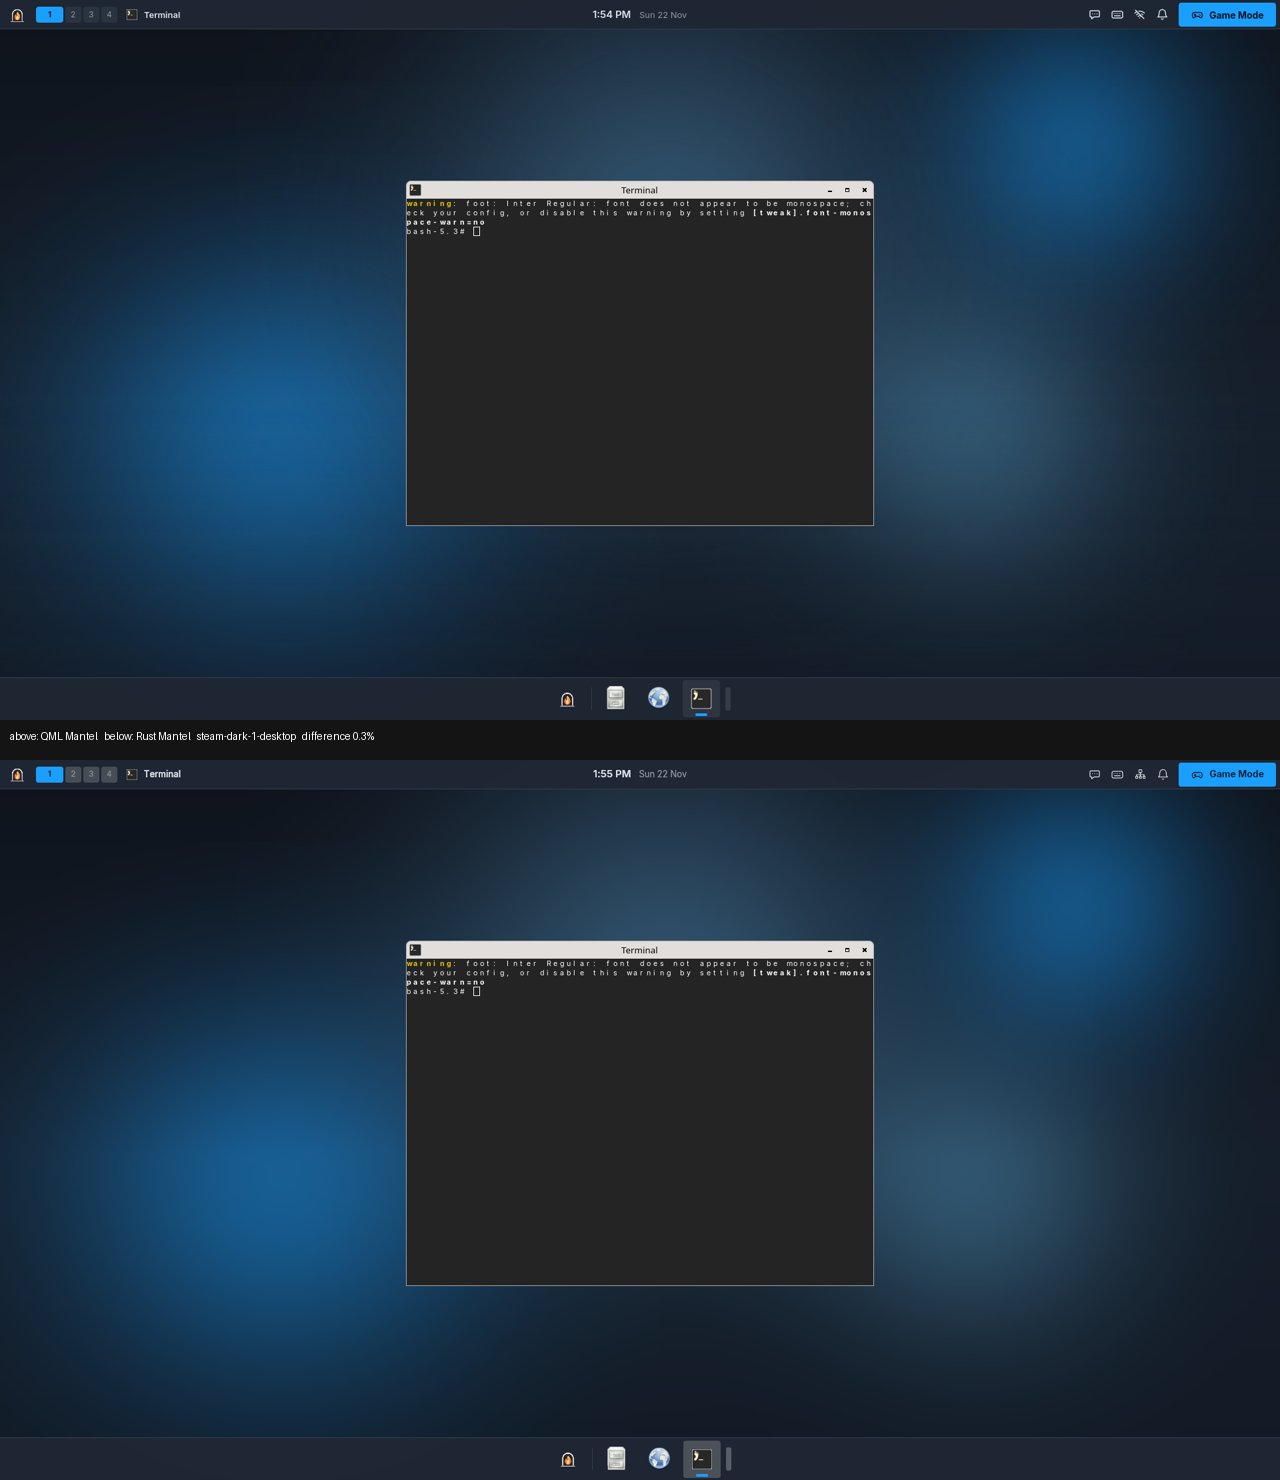 1 2 3 4 Terminal 1:54 PM Sun 22 Nov Game Mode
Terminal
warning: foot: Inter Regular: font does not appear to be monospace; ch
eck your config, or disable this warning by setting [tweak].font-monos
pace-warn=no
bash-5.3#
above: QML Mantel below: Rust Mantel steam-dark-1-desktop difference 0.3%
1 2 3 4 Terminal 1:55 PM Sun 22 Nov Game Mode
Terminal
warning: foot: Inter Regular: font does not appear to be monospace; ch
eck your config, or disable this warning by setting [tweak].font-monos
pace-warn=no
bash-5.3#